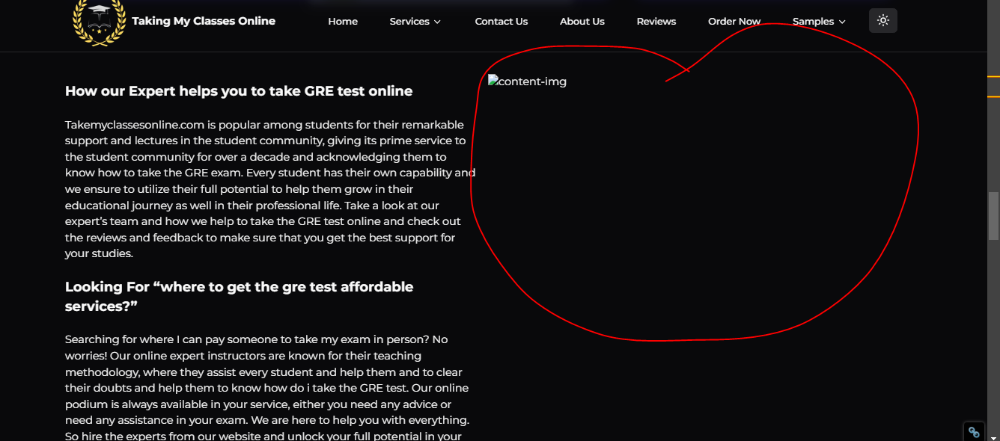 Taking My Classes Online
Home
Services
Contact Us
About Us
Reviews
Order Now
Samples
content-img
How our Expert helps you to take GRE test online
Takemyclassesonline.com is popular among students for their remarkable
support and lectures in the student community, giving its prime service to
the student community for over a decade and acknowledging them to
know how to take the GRE exam. Every student has their own capability and
we ensure to utilize their full potential to help them grow in their
educational journey as well in their professional life. Take a look at our
expert’s team and how we help to take the GRE test online and check out
the reviews and feedback to make sure that you get the best support for
your studies.
Looking For “where to get the gre test affordable
services?”
Searching for where I can pay someone to take my exam in person? No
worries! Our online expert instructors are known for their teaching
methodology, where they assist every student and help them and to clear
their doubts and help them to know how do i take the GRE test. Our online
podium is always available in your service, either you need any advice or
need any assistance in your exam. We are here to help you with everything.
So hire the experts from our website and unlock your full potential in your